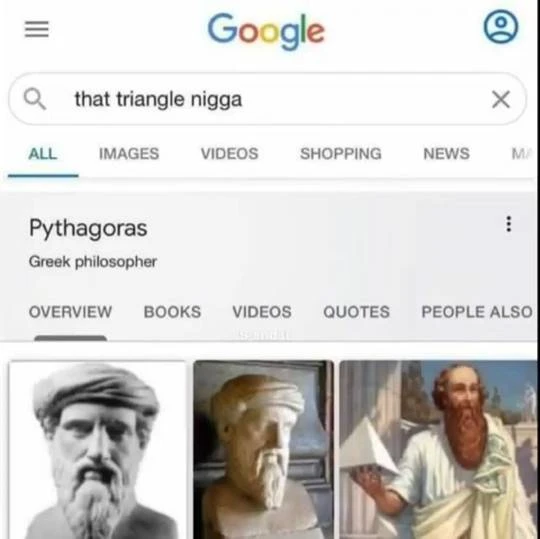 Google
that triangle nigga
ALL IMAGES VIDEOS SHOPPING NEWS
Pythagoras
Greek philosopher
OVERVIEW BOOKS VIDEOS QUOTES PEOPLE ALSO